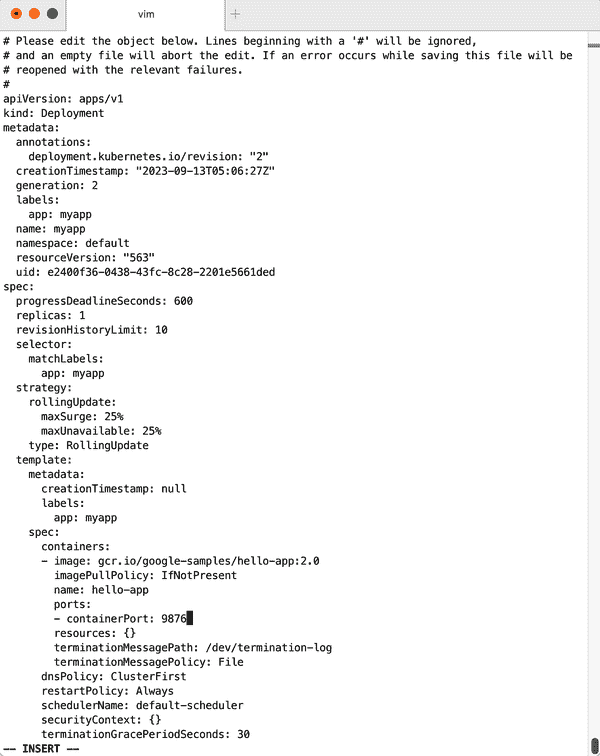 vim
# Please edit the object below. Lines beginning with a '#' will be ignored,
# and an empty file will abort the edit. If an error occurs while saving this file will be
# reopened with the relevant failures.
#
apiVersion: apps/v1
kind: Deployment
metadata:
  annotations:
    deployment.kubernetes.io/revision: "2"
  creationTimestamp: "2023-09-13T05:06:27Z"
  generation: 2
  labels:
    app: myapp
  name: myapp
  namespace: default
  resourceVersion: "563"
  uid: e2400f36-0438-43fc-8c28-2201e5661ded
spec:
  progressDeadlineSeconds: 600
  replicas: 1
  revisionHistoryLimit: 10
  selector:
    matchLabels:
      app: myapp
  strategy:
    rollingUpdate:
      maxSurge: 25%
      maxUnavailable: 25%
    type: RollingUpdate
  template:
    metadata:
      creationTimestamp: null
      labels:
        app: myapp
    spec:
      containers:
      - image: gcr.io/google-samples/hello-app:2.0
        imagePullPolicy: IfNotPresent
        name: hello-app
        ports:
        - containerPort: 9876
        resources: {}
        terminationMessagePath: /dev/termination-log
        terminationMessagePolicy: File
      dnsPolicy: ClusterFirst
      restartPolicy: Always
      schedulerName: default-scheduler
      securityContext: {}
      terminationGracePeriodSeconds: 30
-- INSERT --